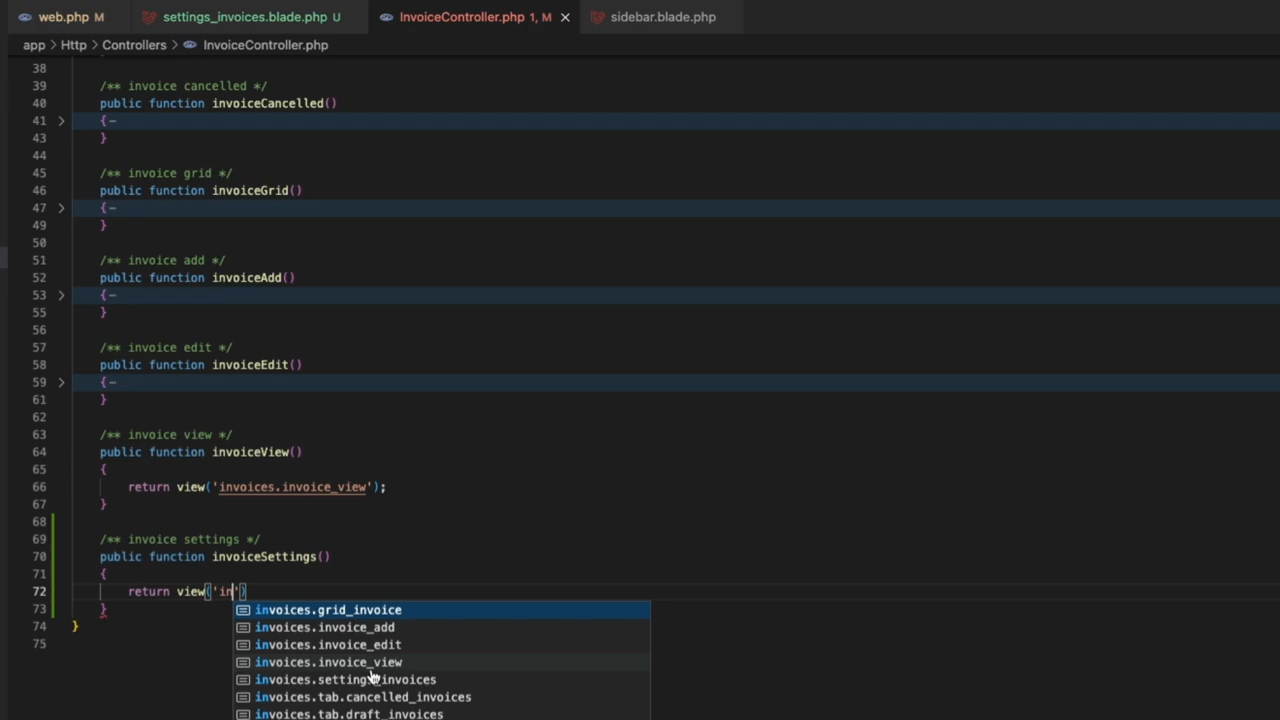 web.php M settings_invoices.blade.php U InvoiceController.php 1, M sidebar.blade.php
app > Http > Controllers > InvoiceController.php
38
39 /** invoice cancelled */
40 public function invoiceCancelled()
41 {
43 }
44
45 /** invoice grid */
46 public function invoiceGrid()
47 {
49 }
50
51 /** invoice add */
52 public function invoiceAdd()
53 {
55 }
56
57 /** invoice edit */
58 public function invoiceEdit()
59 {
61 }
62
63 /** invoice view */
64 public function invoiceView()
65 {
66 return view('invoices.invoice_view');
67 }
68
69 /** invoice settings */
70 public function invoiceSettings()
71 {
72 return view('in')
73 }
74 }
75
invoices.grid_invoice
invoices.invoice_add
invoices.invoice_edit
invoices.invoice_view
invoices.settings_invoices
invoices.tab.cancelled_invoices
invoices.tab.draft_invoices